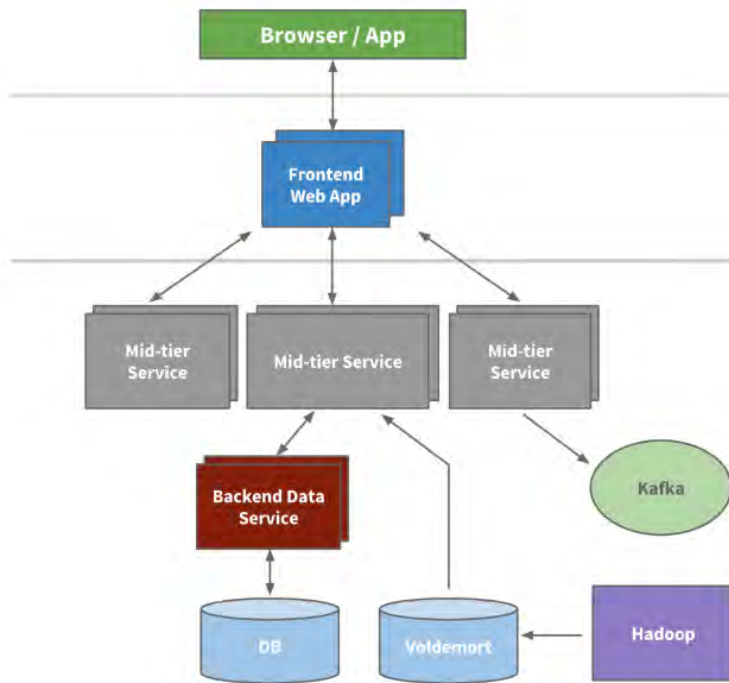 Browser / App
Frontend
Web App
Mid-tier
Service
Mid-tier Service
Mid-tier
Service
Backend Data
Service
Kafka
DB
Voldemort
Hadoop